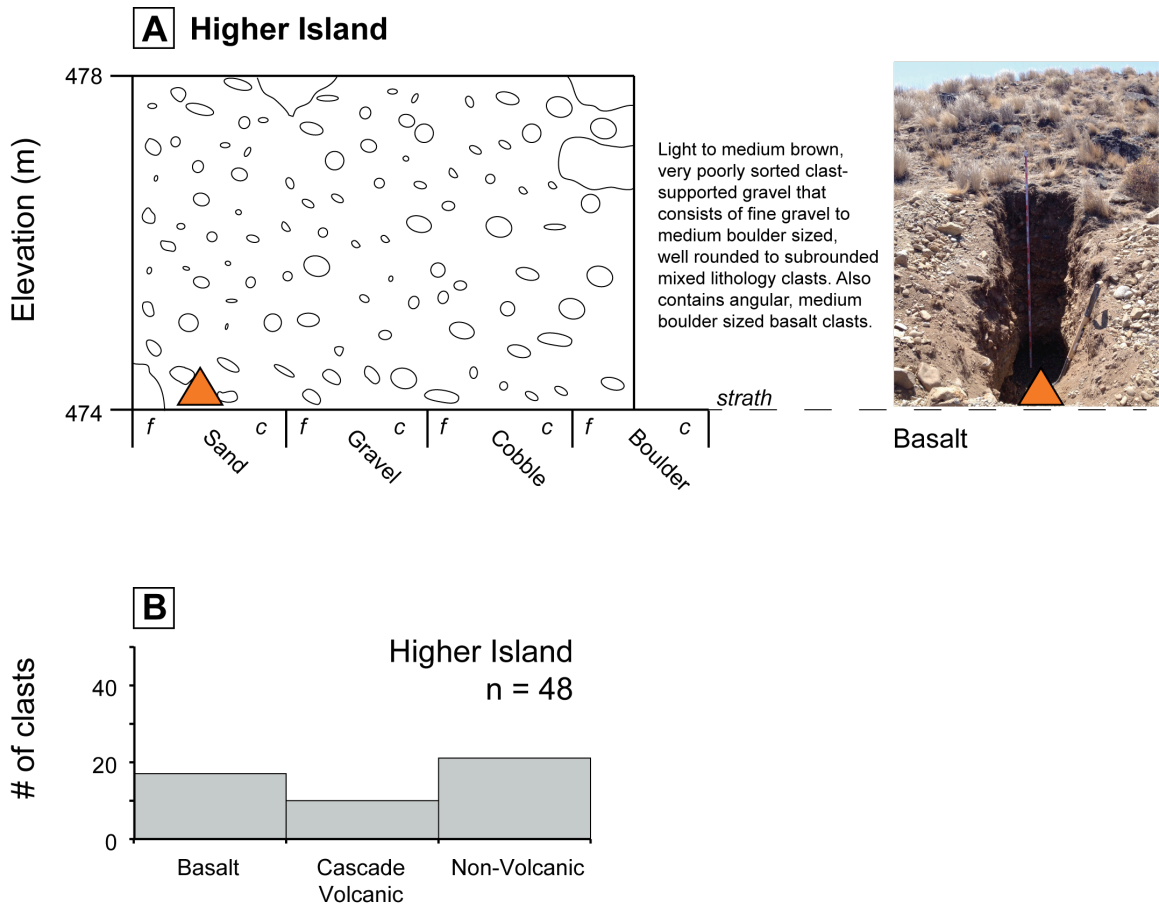 A Higher Island
478
Elevation (m)
Light to medium brown,
very poorly sorted clast-
supported gravel that
consists of fine gravel to
medium boulder sized,
well rounded to subrounded
mixed lithology clasts. Also
contains angular, medium
boulder sized basalt clasts.
strath
474
f Sand c f Gravel c f Cobble c f Boulder c
Basalt
B
Higher Island
n = 48
# of clasts
40
20
0
Basalt Cascade Non-Volcanic
Volcanic